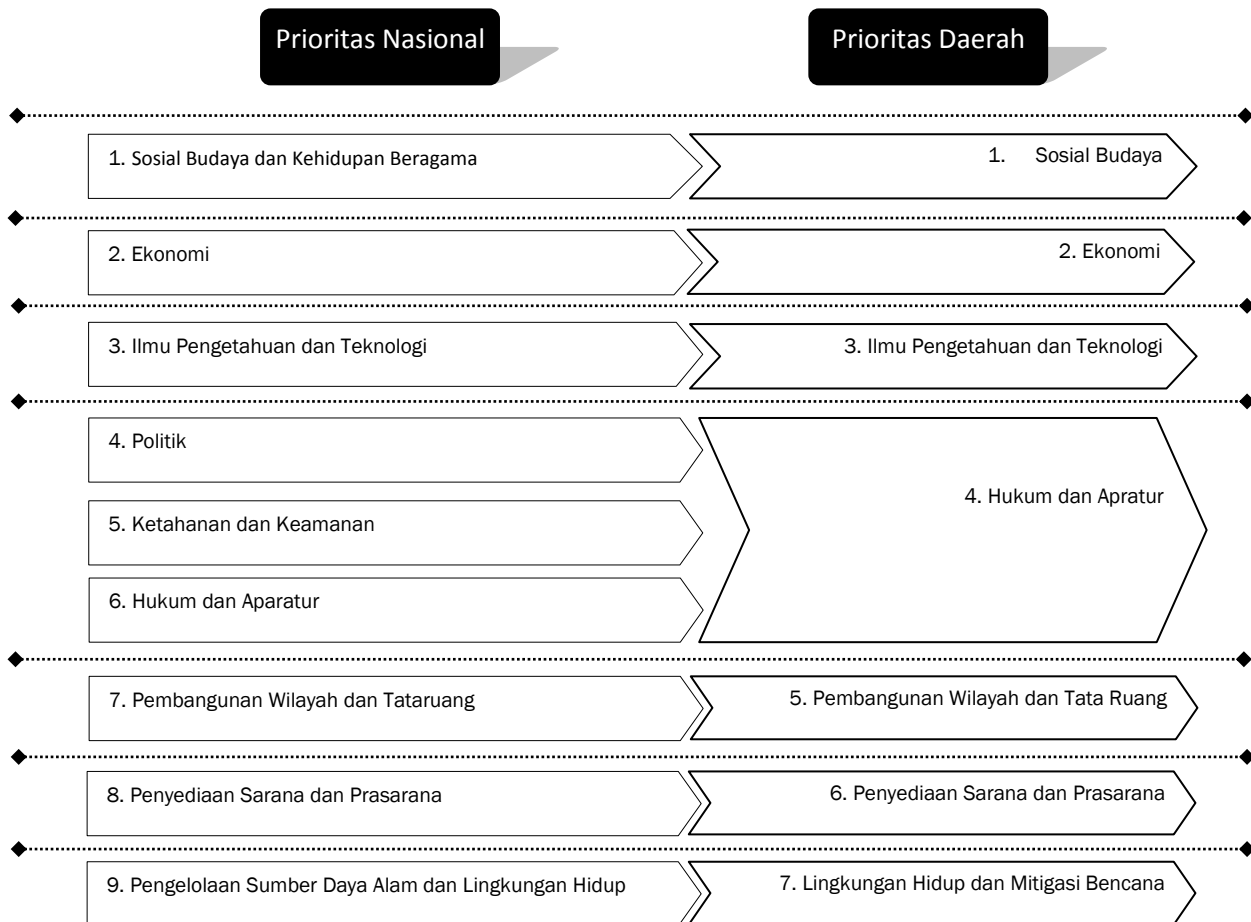 Prioritas Nasional
Prioritas Daerah
1. Sosial Budaya dan Kehidupan Beragama
1. Sosial Budaya
2. Ekonomi
2. Ekonomi
3. Ilmu Pengetahuan dan Teknologi
3. Ilmu Pengetahuan dan Teknologi
4. Politik
5. Ketahanan dan Keamanan
6. Hukum dan Aparatur
4. Hukum dan Apratur
7. Pembangunan Wilayah dan Tataruang
5. Pembangunan Wilayah dan Tata Ruang
8. Penyediaan Sarana dan Prasarana
6. Penyediaan Sarana dan Prasarana
9. Pengelolaan Sumber Daya Alam dan Lingkungan Hidup
7. Lingkungan Hidup dan Mitigasi Bencana